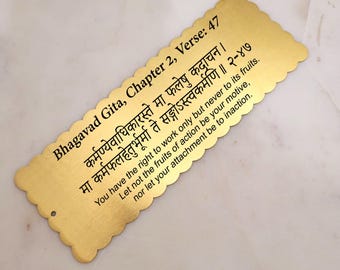 Bhagavad Gita, Chapter 2, Verse: 47
कर्मण्येवाधिकारस्ते मा फलेषु कदाचन।
मा कर्मफलहेतुर्भूर्मा ते सङ्गोऽस्त्वकर्मणि॥ २-४७
You have the right to work only but never to its fruits.
Let not the fruits of action be your motive,
nor let your attachment be to inaction.